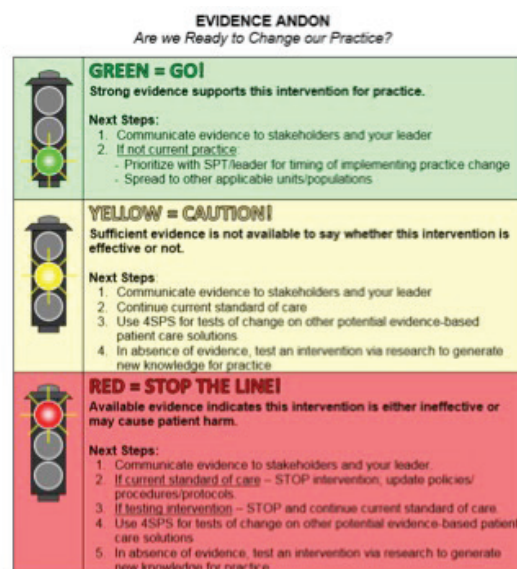 EVIDENCE ANDON
Are we Ready to Change our Practice?
GREEN = GO!
Strong evidence supports this intervention for practice.
Next Steps:
1. Communicate evidence to stakeholders and your leader
2. If not current practice:
- Prioritize with SPT/leader for timing of implementing practice change
- Spread to other applicable units/populations
YELLOW = CAUTION!
Sufficient evidence is not available to say whether this intervention is
effective or not.
Next Steps:
1. Communicate evidence to stakeholders and your leader
2. Continue current standard of care
3. Use 4SPS for tests of change on other potential evidence-based
patient care solutions
4. In absence of evidence, test an intervention via research to generate
new knowledge for practice
RED = STOP THE LINE!
Available evidence indicates this intervention is either ineffective or
may cause patient harm.
Next Steps:
1. Communicate evidence to stakeholders and your leader.
2. If current standard of care – STOP intervention; update policies/
procedures/protocols.
3. If testing intervention – STOP and continue current standard of care.
4. Use 4SPS for tests of change on other potential evidence-based patient
care solutions
5. In absence of evidence, test an intervention via research to generate
new knowledge for practice